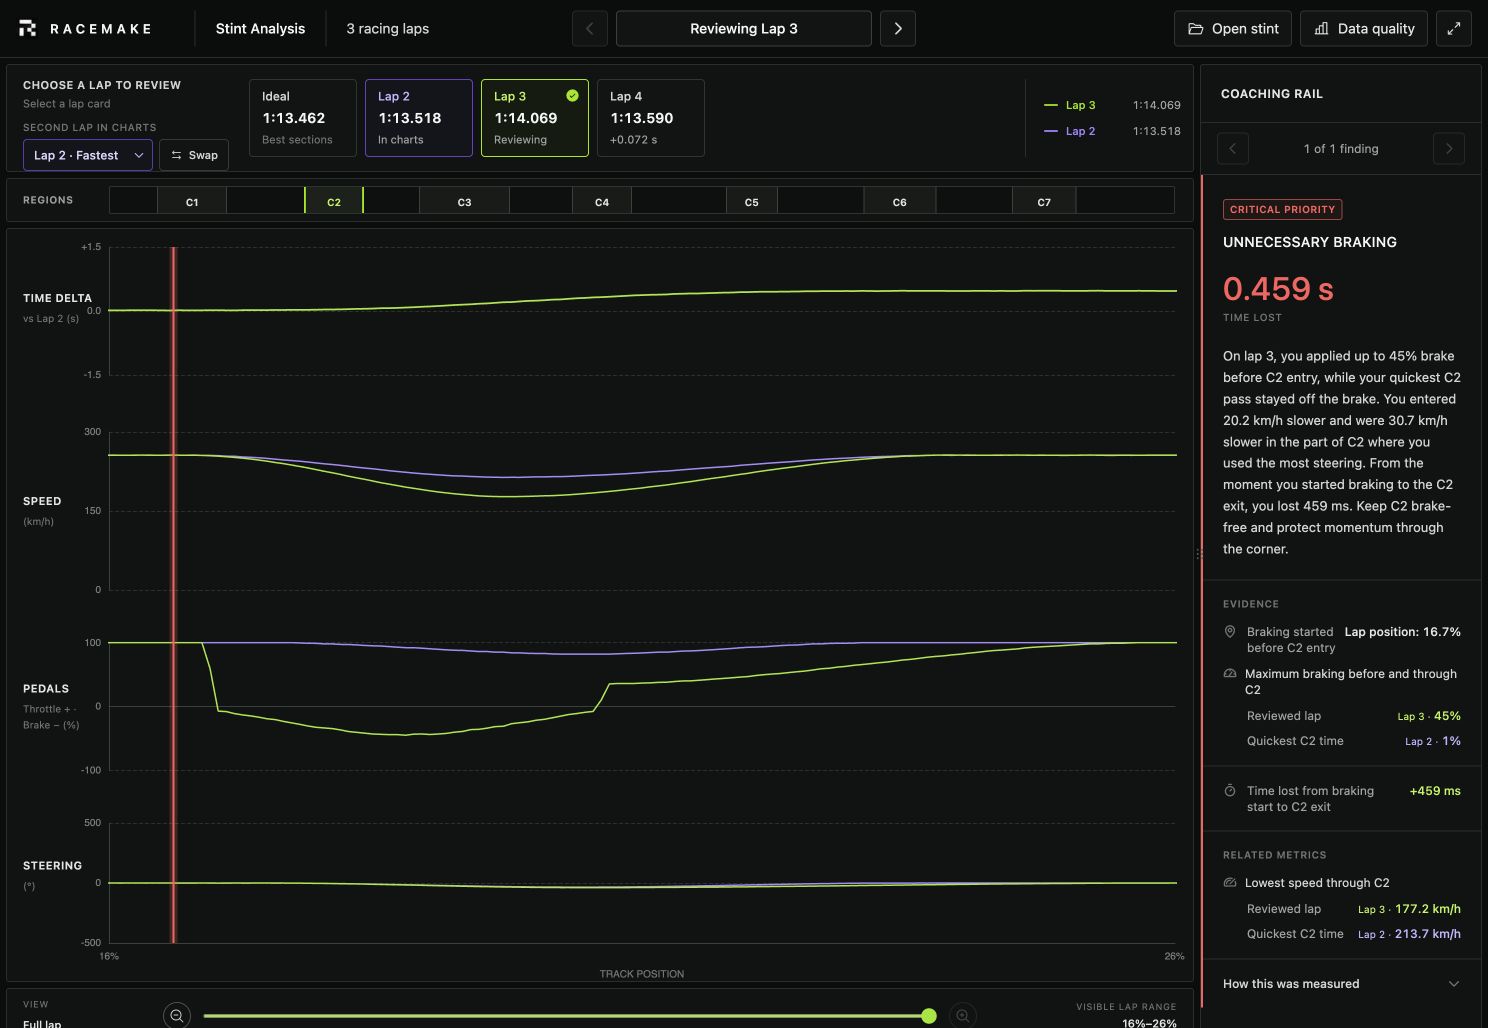 RACEMAKE
Stint Analysis
3 racing laps
Reviewing Lap 3
Open stint
Data quality
CHOOSE A LAP TO REVIEW
Select a lap card
SECOND LAP IN CHARTS
Lap 2 · Fastest
Swap
Ideal
1:13.462
Best sections
Lap 2
1:13.518
In charts
Lap 3
1:14.069
Reviewing
Lap 4
1:13.590
+0.072 s
Lap 3 1:14.069
Lap 2 1:13.518
REGIONS
C1
C2
C3
C4
C5
C6
C7
TIME DELTA
vs Lap 2 (s)
+1.5
0.0
-1.5
SPEED
(km/h)
300
150
0
PEDALS
Throttle + ·
Brake − (%)
100
0
-100
STEERING
(°)
500
0
-500
16%
26%
TRACK POSITION
VIEW
Full lap
VISIBLE LAP RANGE
16%–26%
COACHING RAIL
1 of 1 finding
CRITICAL PRIORITY
UNNECESSARY BRAKING
0.459 s
TIME LOST
On lap 3, you applied up to 45% brake
before C2 entry, while your quickest C2
pass stayed off the brake. You entered
20.2 km/h slower and were 30.7 km/h
slower in the part of C2 where you
used the most steering. From the
moment you started braking to the C2
exit, you lost 459 ms. Keep C2 brake-
free and protect momentum through
the corner.
EVIDENCE
Braking started Lap position: 16.7%
before C2 entry
Maximum braking before and through
C2
Reviewed lap Lap 3 · 45%
Quickest C2 time Lap 2 · 1%
Time lost from braking +459 ms
start to C2 exit
RELATED METRICS
Lowest speed through C2
Reviewed lap Lap 3 · 177.2 km/h
Quickest C2 time Lap 2 · 213.7 km/h
How this was measured